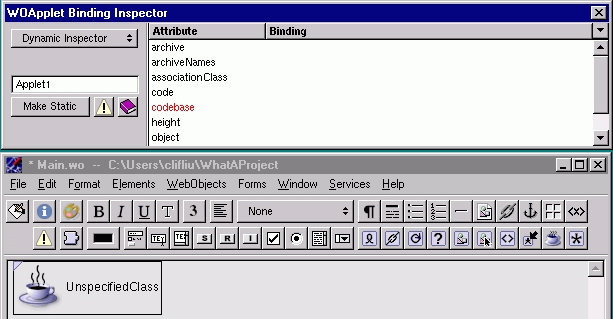 WOApplet Binding Inspector
Dynamic Inspector
Attribute Binding
archive
archiveNames
Applet1
associationClass
code
Make Static
codebase
height
object
* Main.wo -- C:\Users\clifliu\WhatAProject
File Edit Format Elements WebObjects Forms Window Services Help
B I U T 3 None ¶
S R I ?
UnspecifiedClass